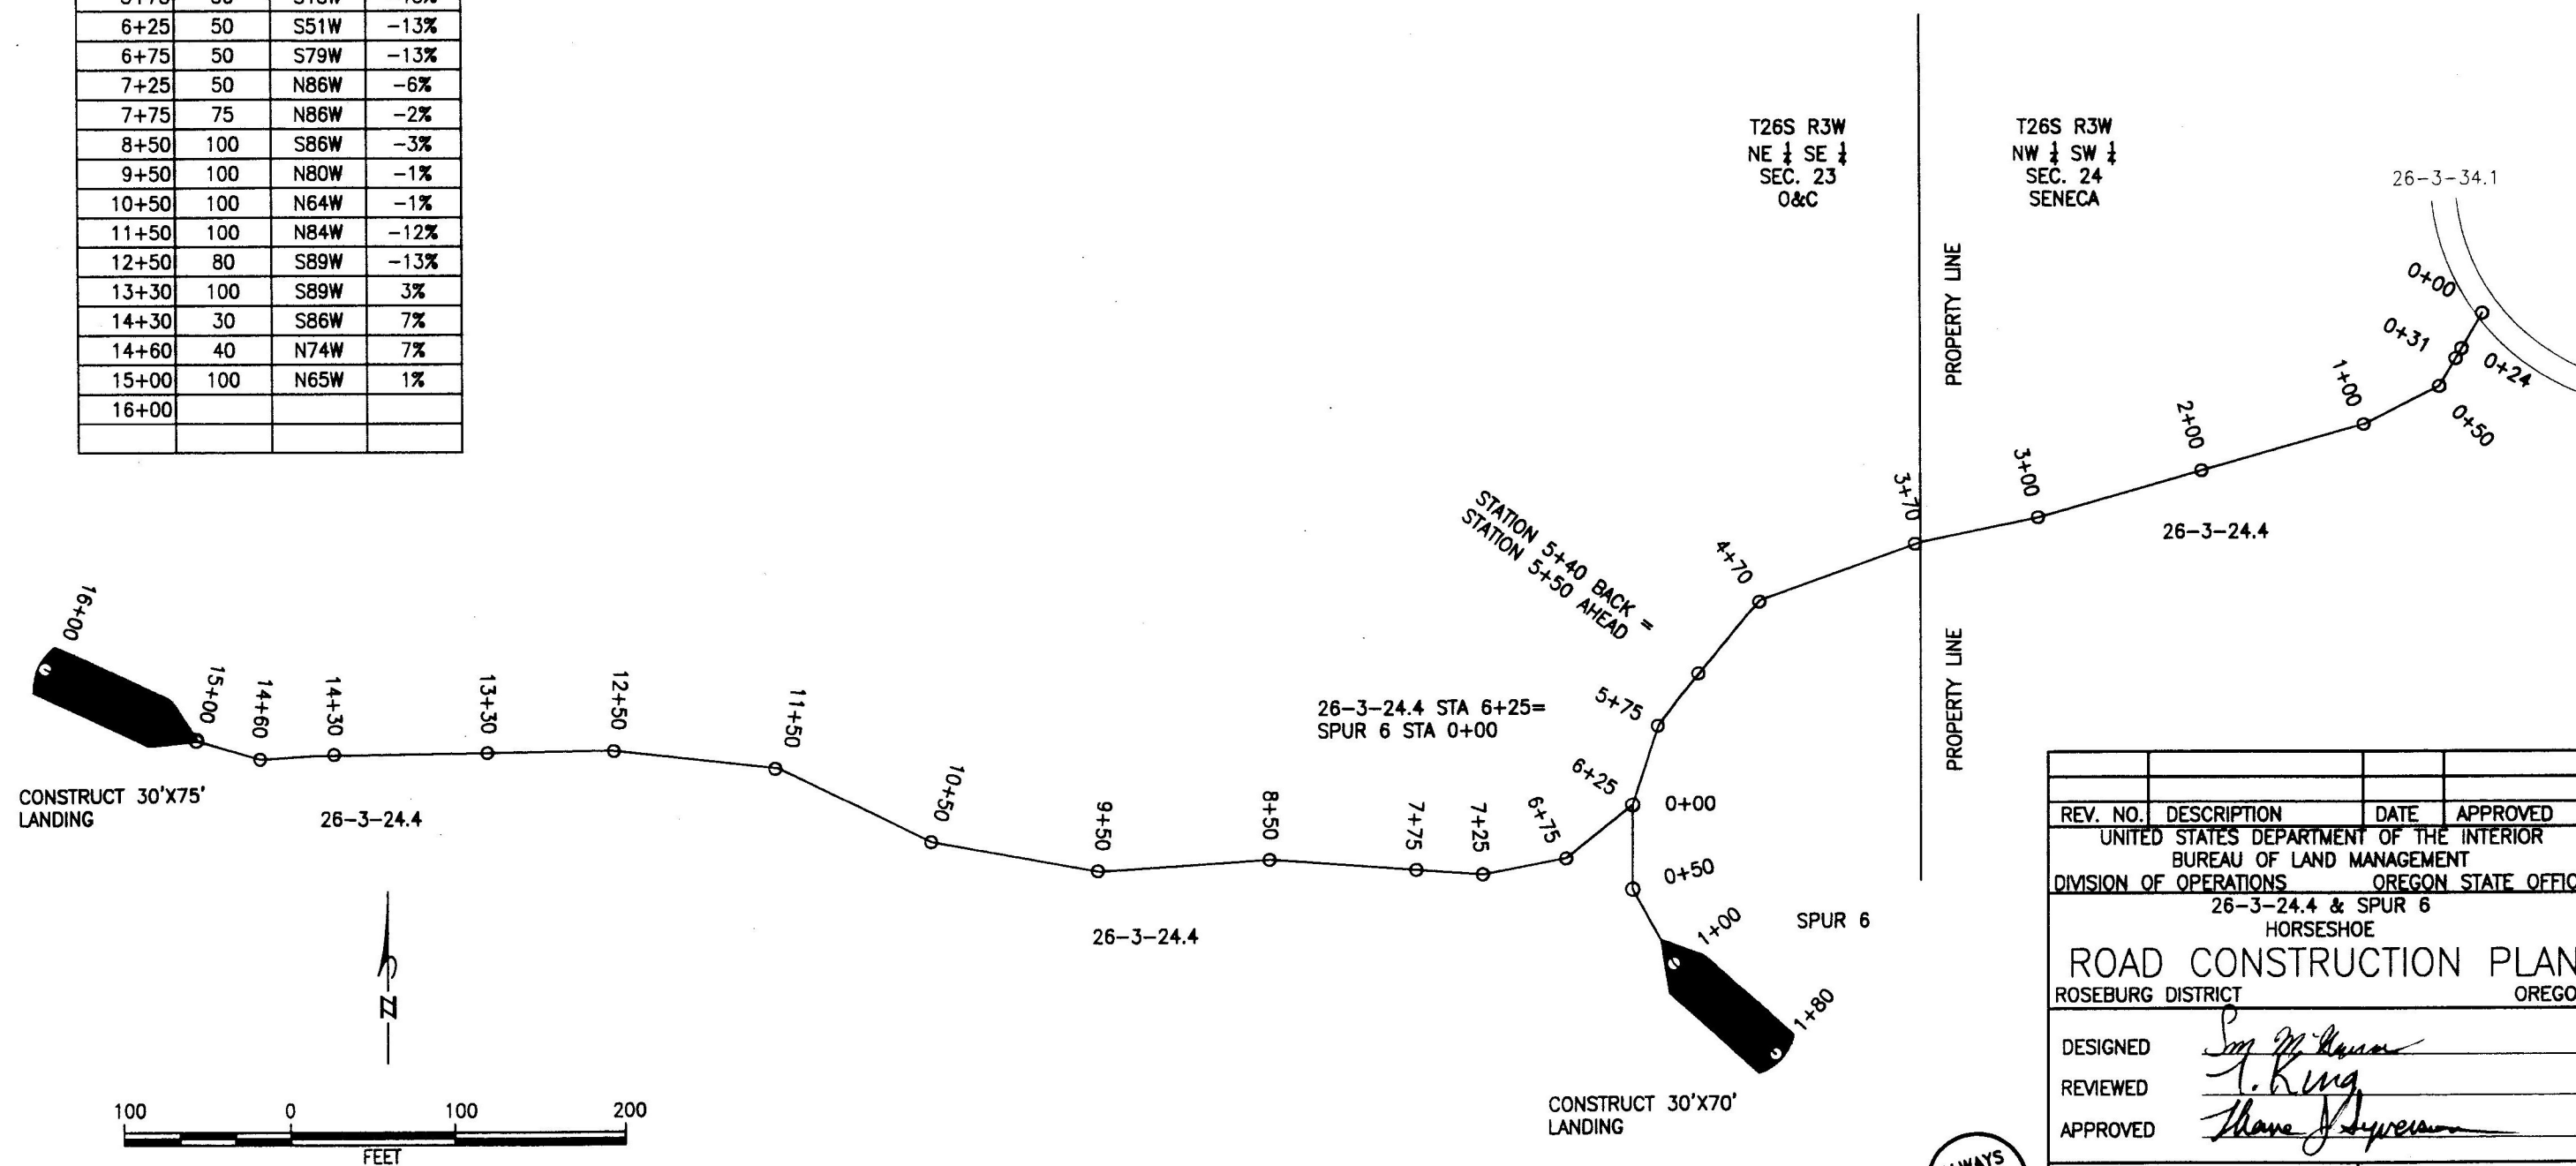 6+25 50 S51W -13%
6+75 50 S79W -13%
7+25 50 N86W -6%
7+75 75 N86W -2%
8+50 100 S86W -3%
9+50 100 N80W -1%
10+50 100 N64W -1%
11+50 100 N84W -12%
12+50 80 S89W -13%
13+30 100 S89W 3%
14+30 30 S86W 7%
14+60 40 N74W 7%
15+00 100 N65W 1%
16+00
T26S R3W
NE ¼ SE ¼
SEC. 23
O&C
T26S R3W
NW ¼ SW ¼
SEC. 24
SENECA
26-3-34.1
PROPERTY LINE
PROPERTY LINE
0+00
0+31
0+24
0+50
1+00
2+00
3+00
3+70
26-3-24.4
4+70
STATION 5+40 BACK =
STATION 5+50 AHEAD
5+75
26-3-24.4 STA 6+25=
SPUR 6 STA 0+00
6+25
0+00
0+50
1+00
1+80
SPUR 6
CONSTRUCT 30'X70'
LANDING
6+75
7+25
7+75
8+50
9+50
10+50
26-3-24.4
11+50
12+50
13+30
14+30
14+60
15+00
16+00
CONSTRUCT 30'X75'
LANDING
26-3-24.4
N
100 0 100 200
FEET
REV. NO. DESCRIPTION DATE APPROVED
UNITED STATES DEPARTMENT OF THE INTERIOR
BUREAU OF LAND MANAGEMENT
DIVISION OF OPERATIONS OREGON STATE OFFIC
26-3-24.4 & SPUR 6
HORSESHOE
ROAD CONSTRUCTION PLAN
ROSEBURG DISTRICT OREGO
DESIGNED
REVIEWED T. King
APPROVED